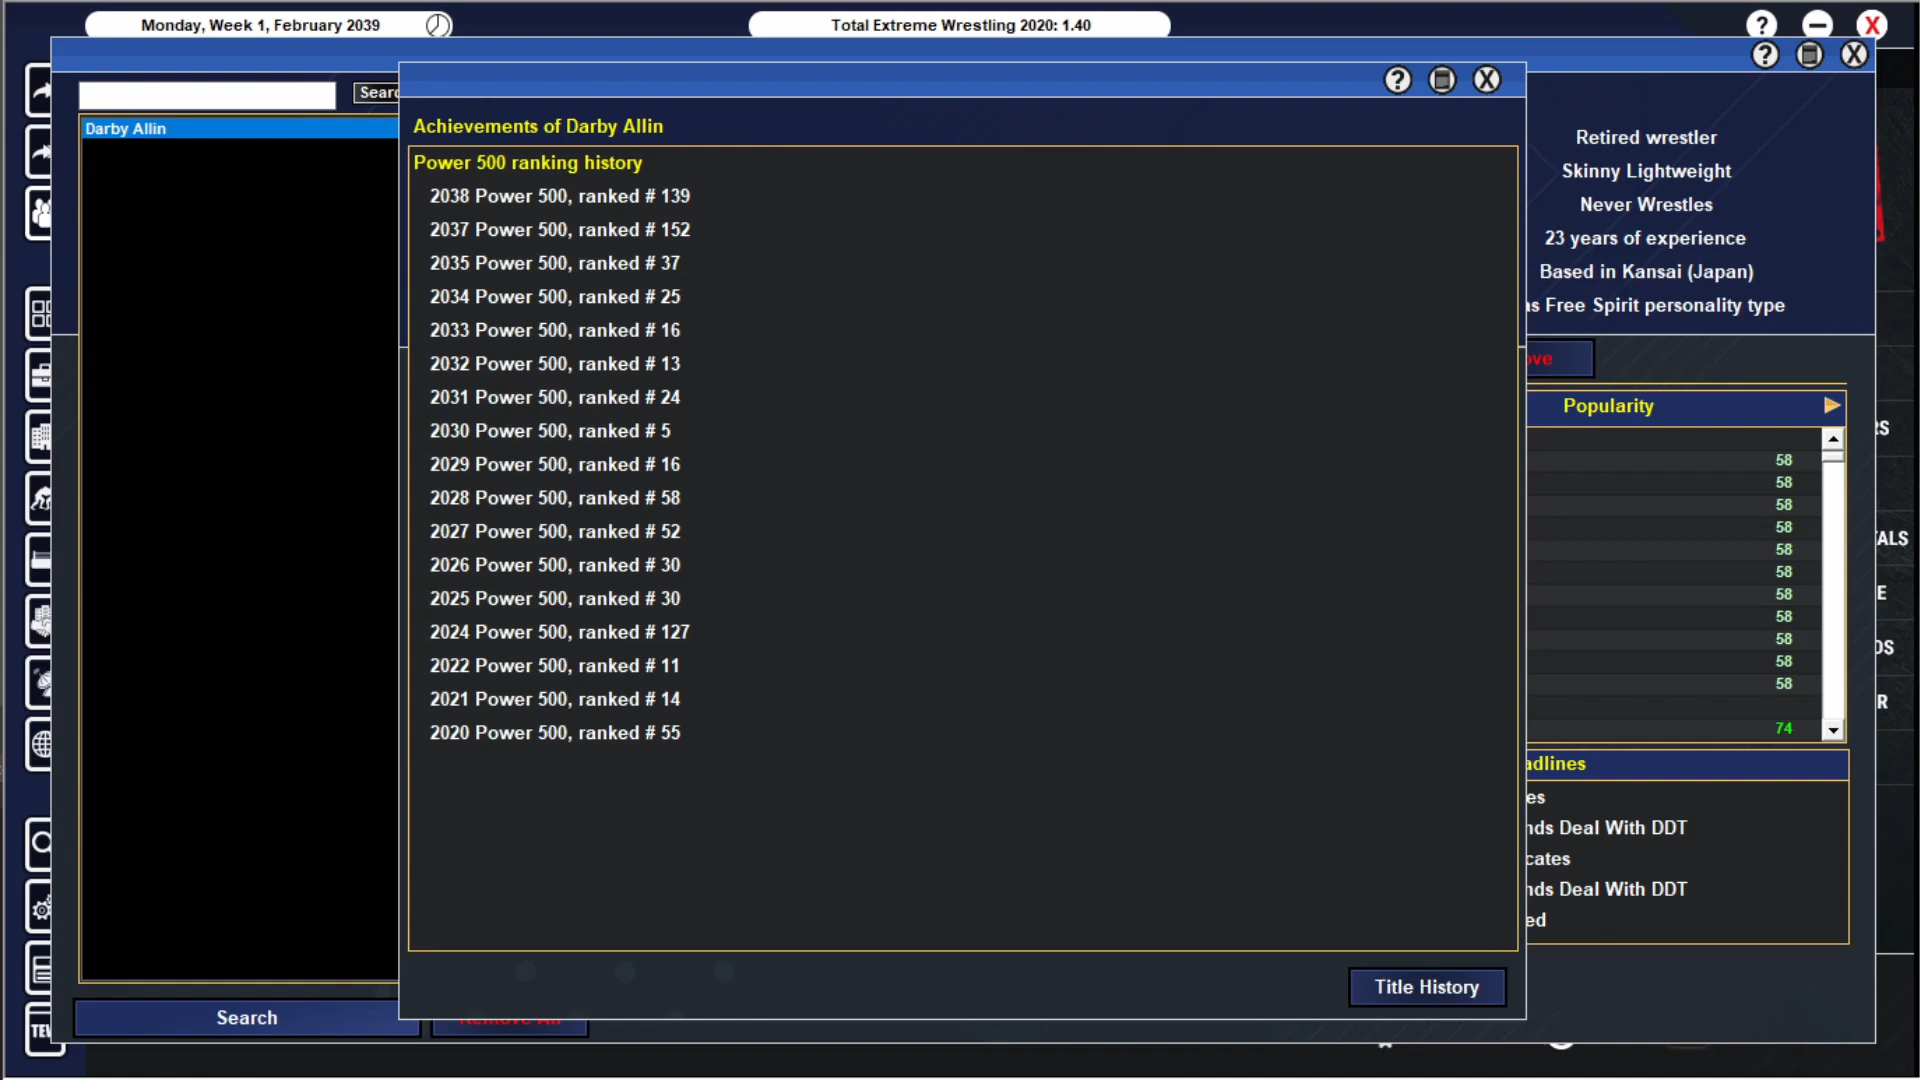 Monday, Week 1, February 2039
Total Extreme Wrestling 2020: 1.40
Darby Allin
Achievements of Darby Allin
Power 500 ranking history
2038 Power 500, ranked # 139
2037 Power 500, ranked # 152
2035 Power 500, ranked # 37
2034 Power 500, ranked # 25
2033 Power 500, ranked # 16
2032 Power 500, ranked # 13
2031 Power 500, ranked # 24
2030 Power 500, ranked # 5
2029 Power 500, ranked # 16
2028 Power 500, ranked # 58
2027 Power 500, ranked # 52
2026 Power 500, ranked # 30
2025 Power 500, ranked # 30
2024 Power 500, ranked # 127
2022 Power 500, ranked # 11
2021 Power 500, ranked # 14
2020 Power 500, ranked # 55
Title History
Search
Retired wrestler
Skinny Lightweight
Never Wrestles
23 years of experience
Based in Kansai (Japan)
Free Spirit personality type
Popularity
58
58
58
58
58
58
58
58
58
58
58
74
Deal With DDT
Deal With DDT